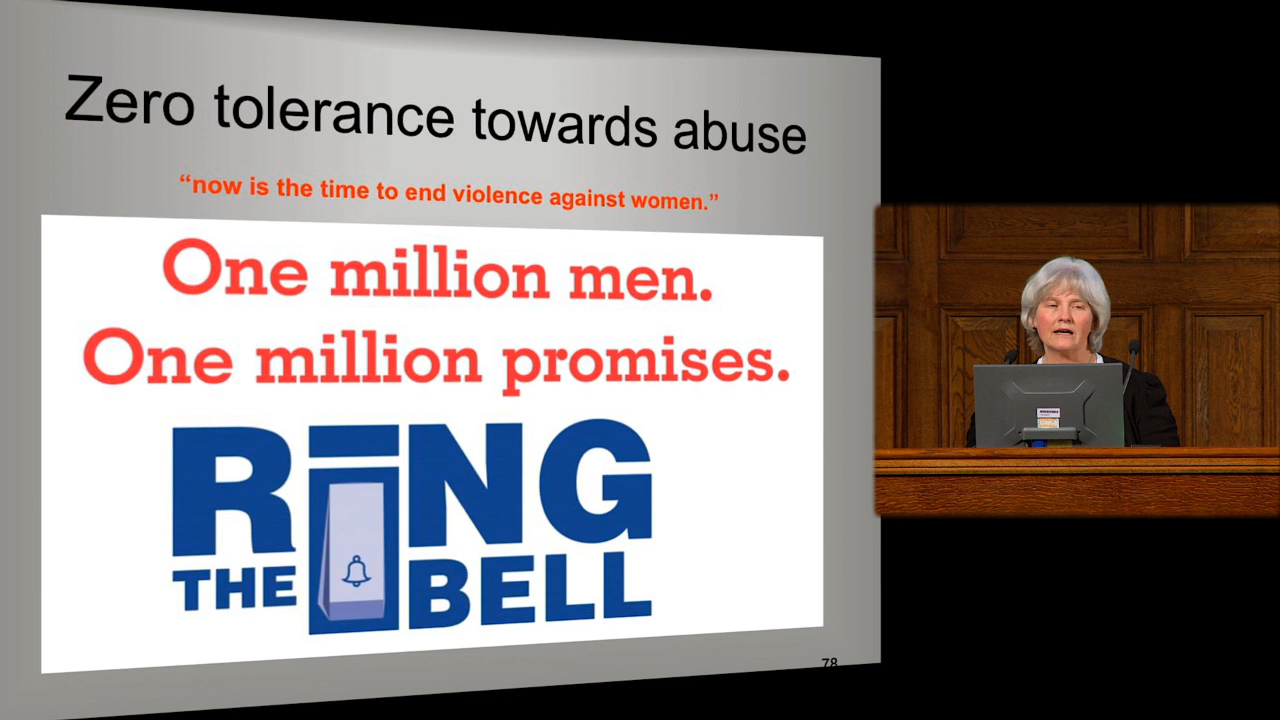 Zero tolerance towards abuse
“now is the time to end violence against women.”
One million men.
One million promises.
RING
THE BELL
78